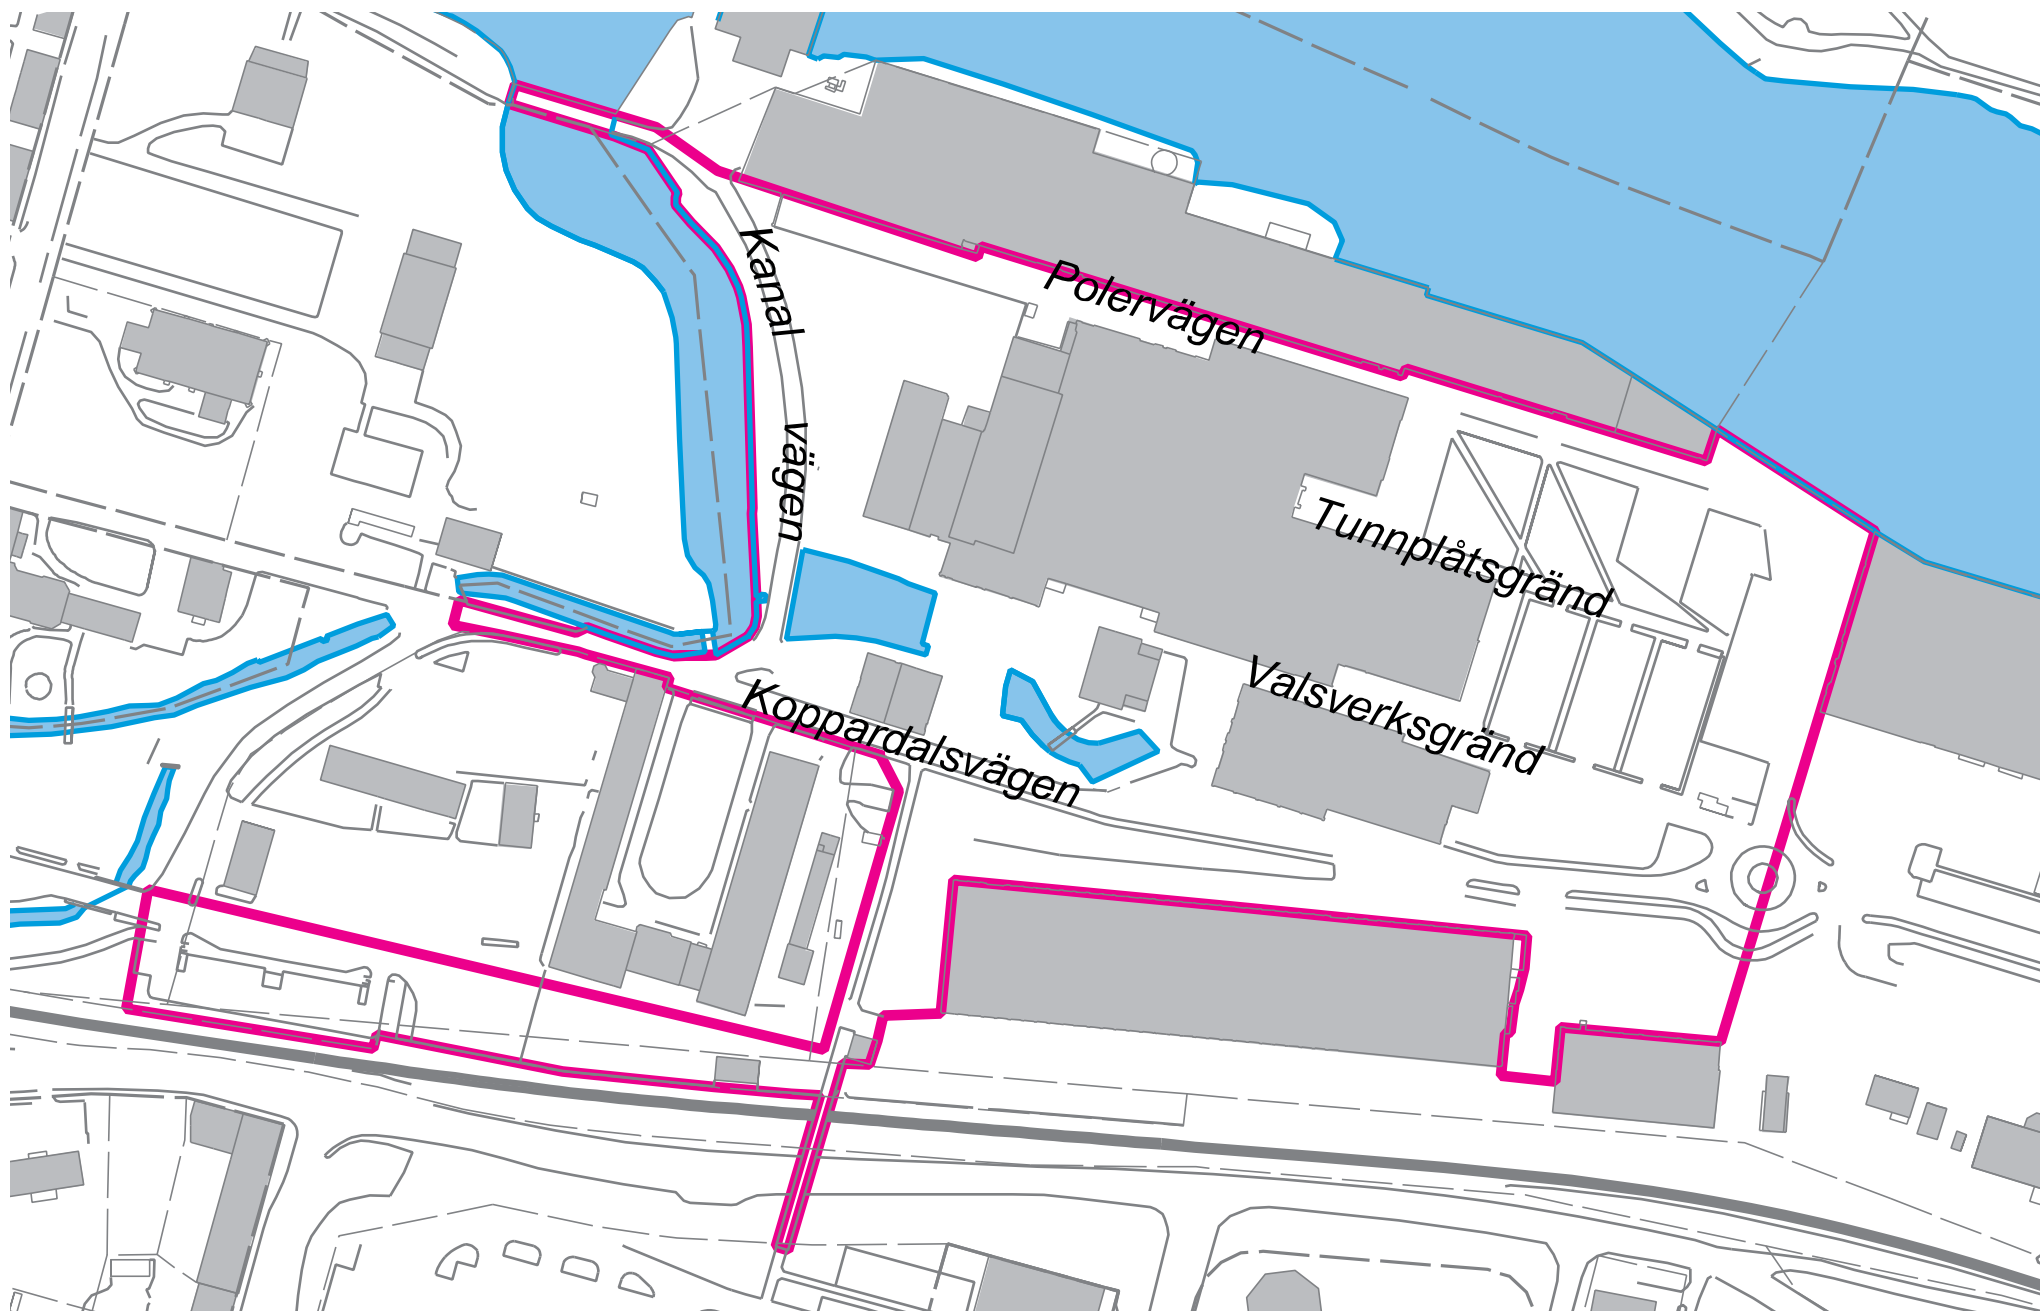 Kanal
vägen
Polervägen
Tunnplåtsgränd
Valsverksgränd
Koppardalsvägen